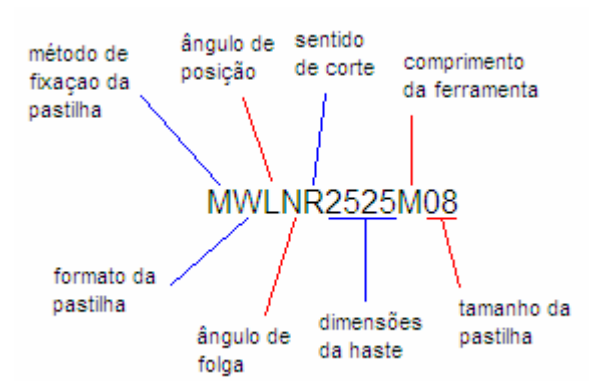 método de
fixaçao da
pastilha
ângulo de
posição
sentido
de corte
comprimento
da ferramenta
MWLNR2525M08
formato da
pastilha
ângulo de
folga
dimensões
da haste
tamanho da
pastilha